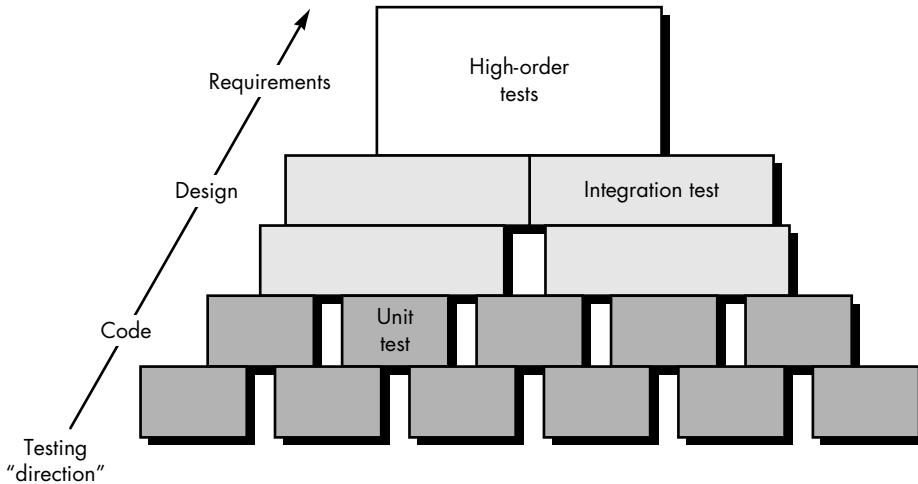 High-order
tests
Requirements
Design
Integration test
Code
Unit
test
Testing
“direction”